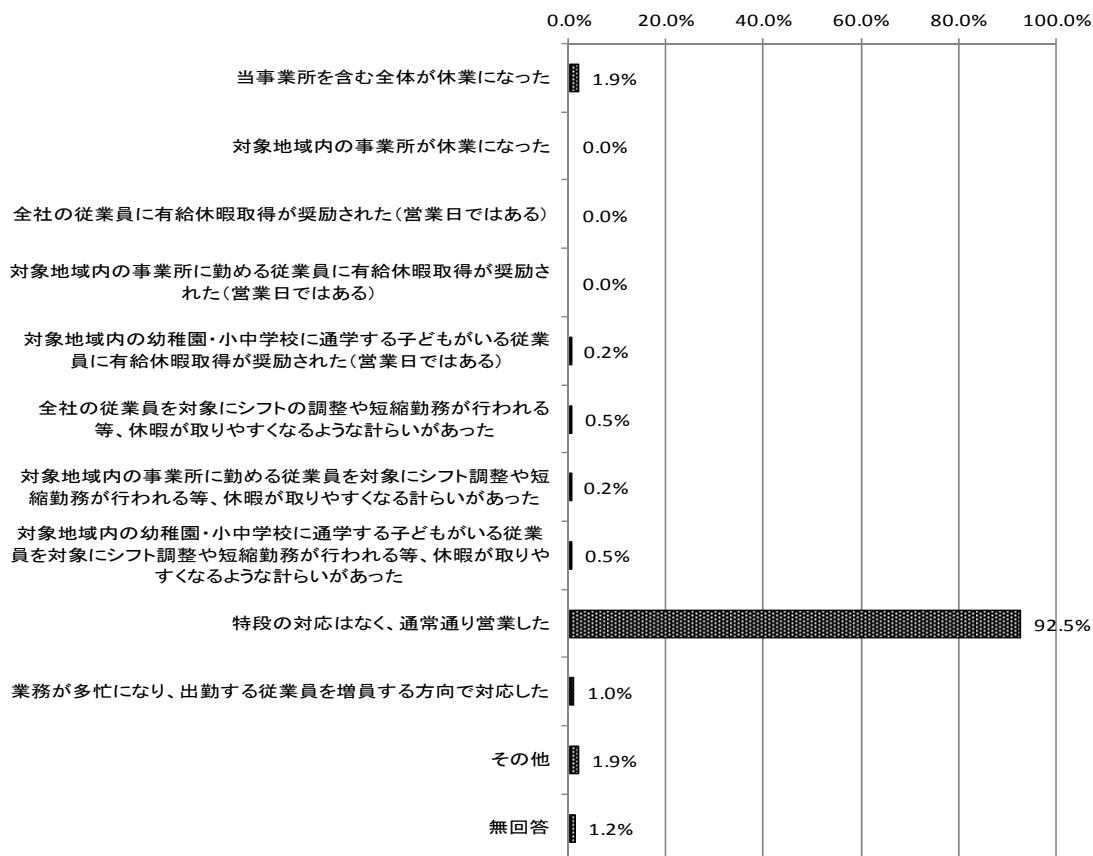 0.0% 20.0% 40.0% 60.0% 80.0% 100.0%
当事業所を含む全体が休業になった 1.9%
対象地域内の事業所が休業になった 0.0%
全社の従業員に有給休暇取得が奨励された（営業日ではある） 0.0%
対象地域内の事業所に勤める従業員に有給休暇取得が奨励さ
れた（営業日ではある） 0.0%
対象地域内の幼稚園・小中学校に通学する子どもがいる従業
員に有給休暇取得が奨励された（営業日ではある） 0.2%
全社の従業員を対象にシフトの調整や短縮勤務が行われる
等、休暇が取りやすくなるような計らいがあった 0.5%
対象地域内の事業所に勤める従業員を対象にシフト調整や短
縮勤務が行われる等、休暇が取りやすくなる計らいがあった 0.2%
対象地域内の幼稚園・小中学校に通学する子どもがいる従業
員を対象にシフト調整や短縮勤務が行われる等、休暇が取りや
すくなるような計らいがあった 0.5%
特段の対応はなく、通常通り営業した 92.5%
業務が多忙になり、出勤する従業員を増員する方向で対応した 1.0%
その他 1.9%
無回答 1.2%